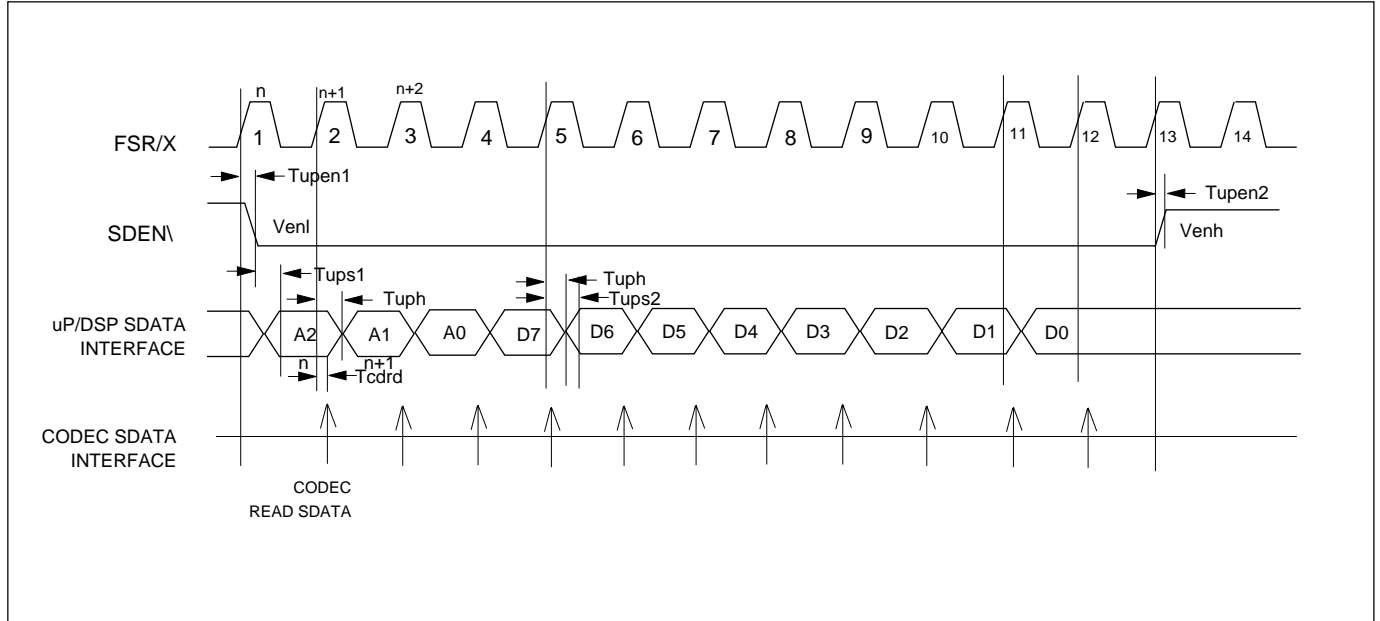 n n+1 n+2
FSR/X 1 2 3 4 5 6 7 8 9 10 11 12 13 14
Tupen1 Tupen2
SDEN\ Venl Venh
Tups1 Tuph
Tuph Tups2
uP/DSP SDATA
INTERFACE
A2 A1 A0 D7 D6 D5 D4 D3 D2 D1 D0
n n+1
Tcdrd
CODEC SDATA
INTERFACE
CODEC
READ SDATA